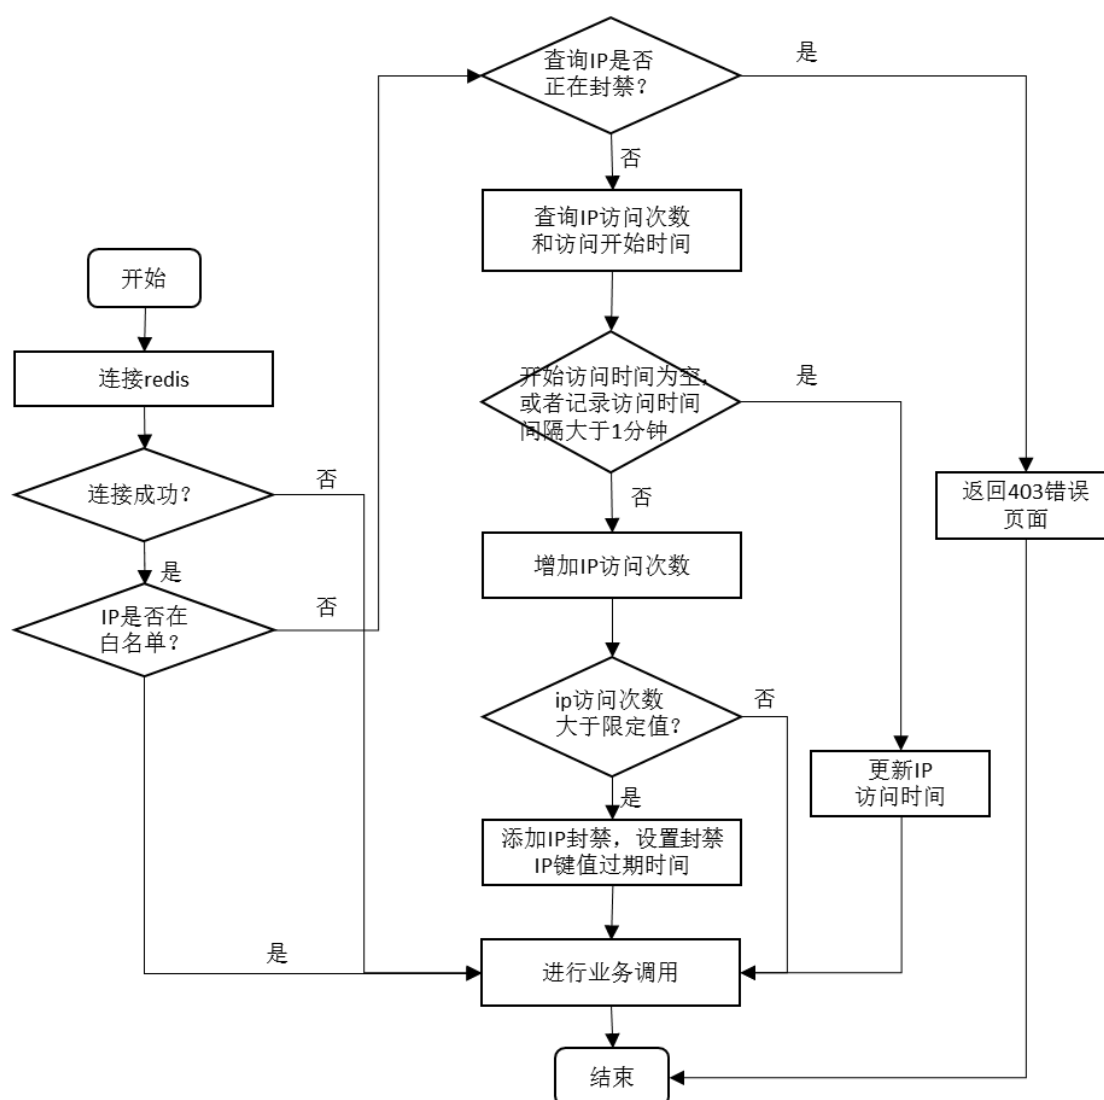 开始
连接redis
连接成功？
否
是
IP是否在
白名单？
否
是
查询IP是否
正在封禁？
是
否
查询IP访问次数
和访问开始时间
开始访问时间为空，
或者记录访问时间
间隔大于1分钟
是
否
增加IP访问次数
ip访问次数
大于限定值？
否
是
添加IP封禁，设置封禁
IP键值过期时间
更新IP
访问时间
返回403错误
页面
进行业务调用
结束